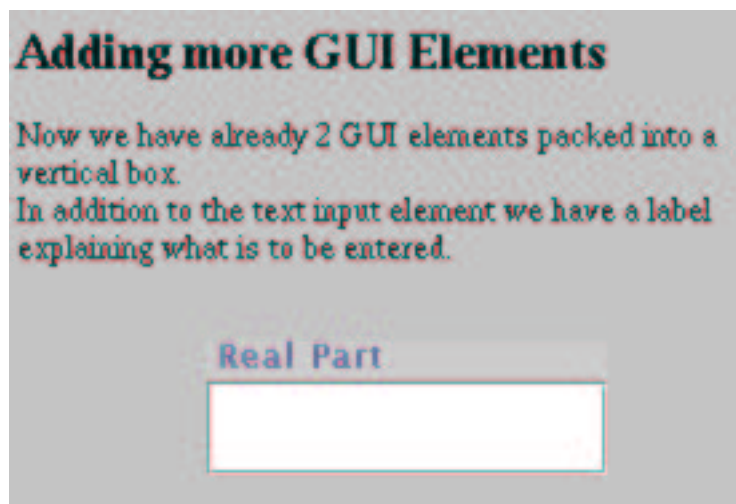 Adding more GUI Elements
Now we have already 2 GUI elements packed into a
vertical box.
In addition to the text input element we have a label
explaining what is to be entered.
Real Part